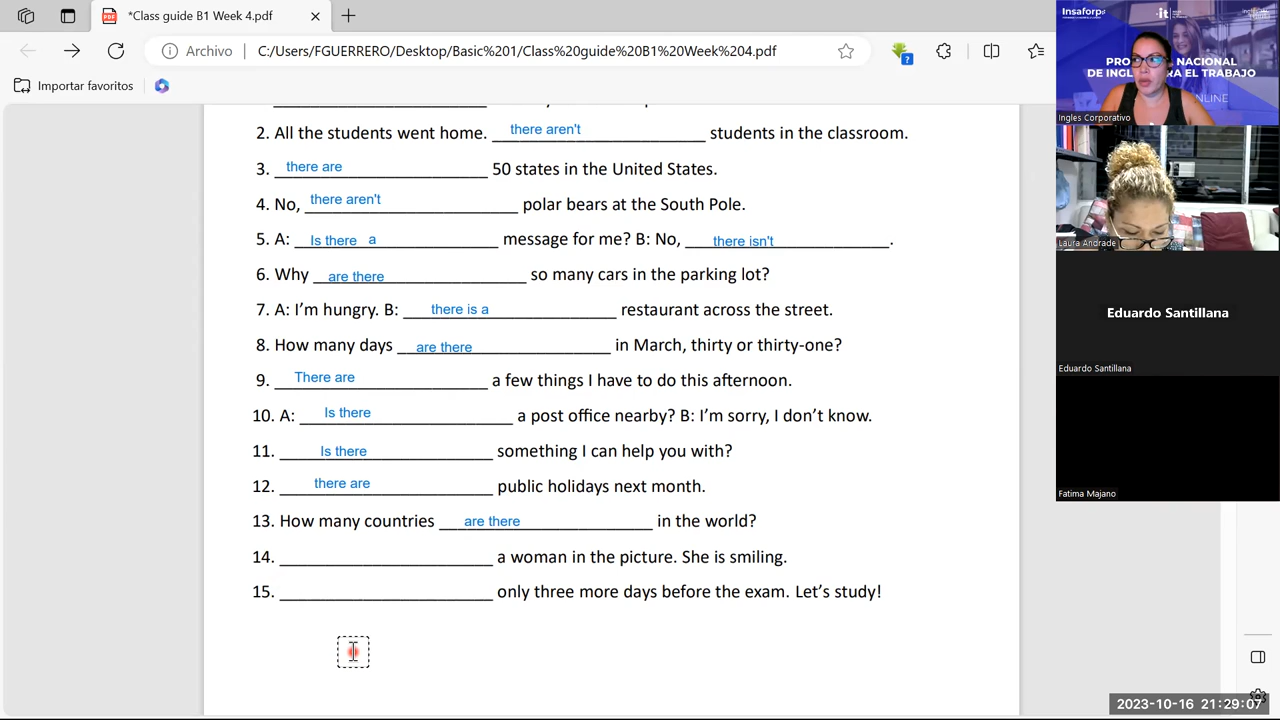 *Class guide B1 Week 4.pdf
Archivo
C:/Users/FGUERRERO/Desktop/Basic%201/Class%20guide%20B1%20Week%204.pdf
Importar favoritos
2. All the students went home. there aren't students in the classroom.
3. there are 50 states in the United States.
4. No, there aren't polar bears at the South Pole.
5. A: Is there a message for me? B: No, there isn't.
6. Why are there so many cars in the parking lot?
7. A: I'm hungry. B: there is a restaurant across the street.
8. How many days are there in March, thirty or thirty-one?
9. There are a few things I have to do this afternoon.
10. A: Is there a post office nearby? B: I'm sorry, I don't know.
11. Is there something I can help you with?
12. there are public holidays next month.
13. How many countries are there in the world?
14. ______ a woman in the picture. She is smiling.
15. ______ only three more days before the exam. Let's study!
Insaforp
Ingles Corporativo
Laura Andrade
Eduardo Santillana
Eduardo Santillana
Fatima Majano
2023-10-16 21:29:07